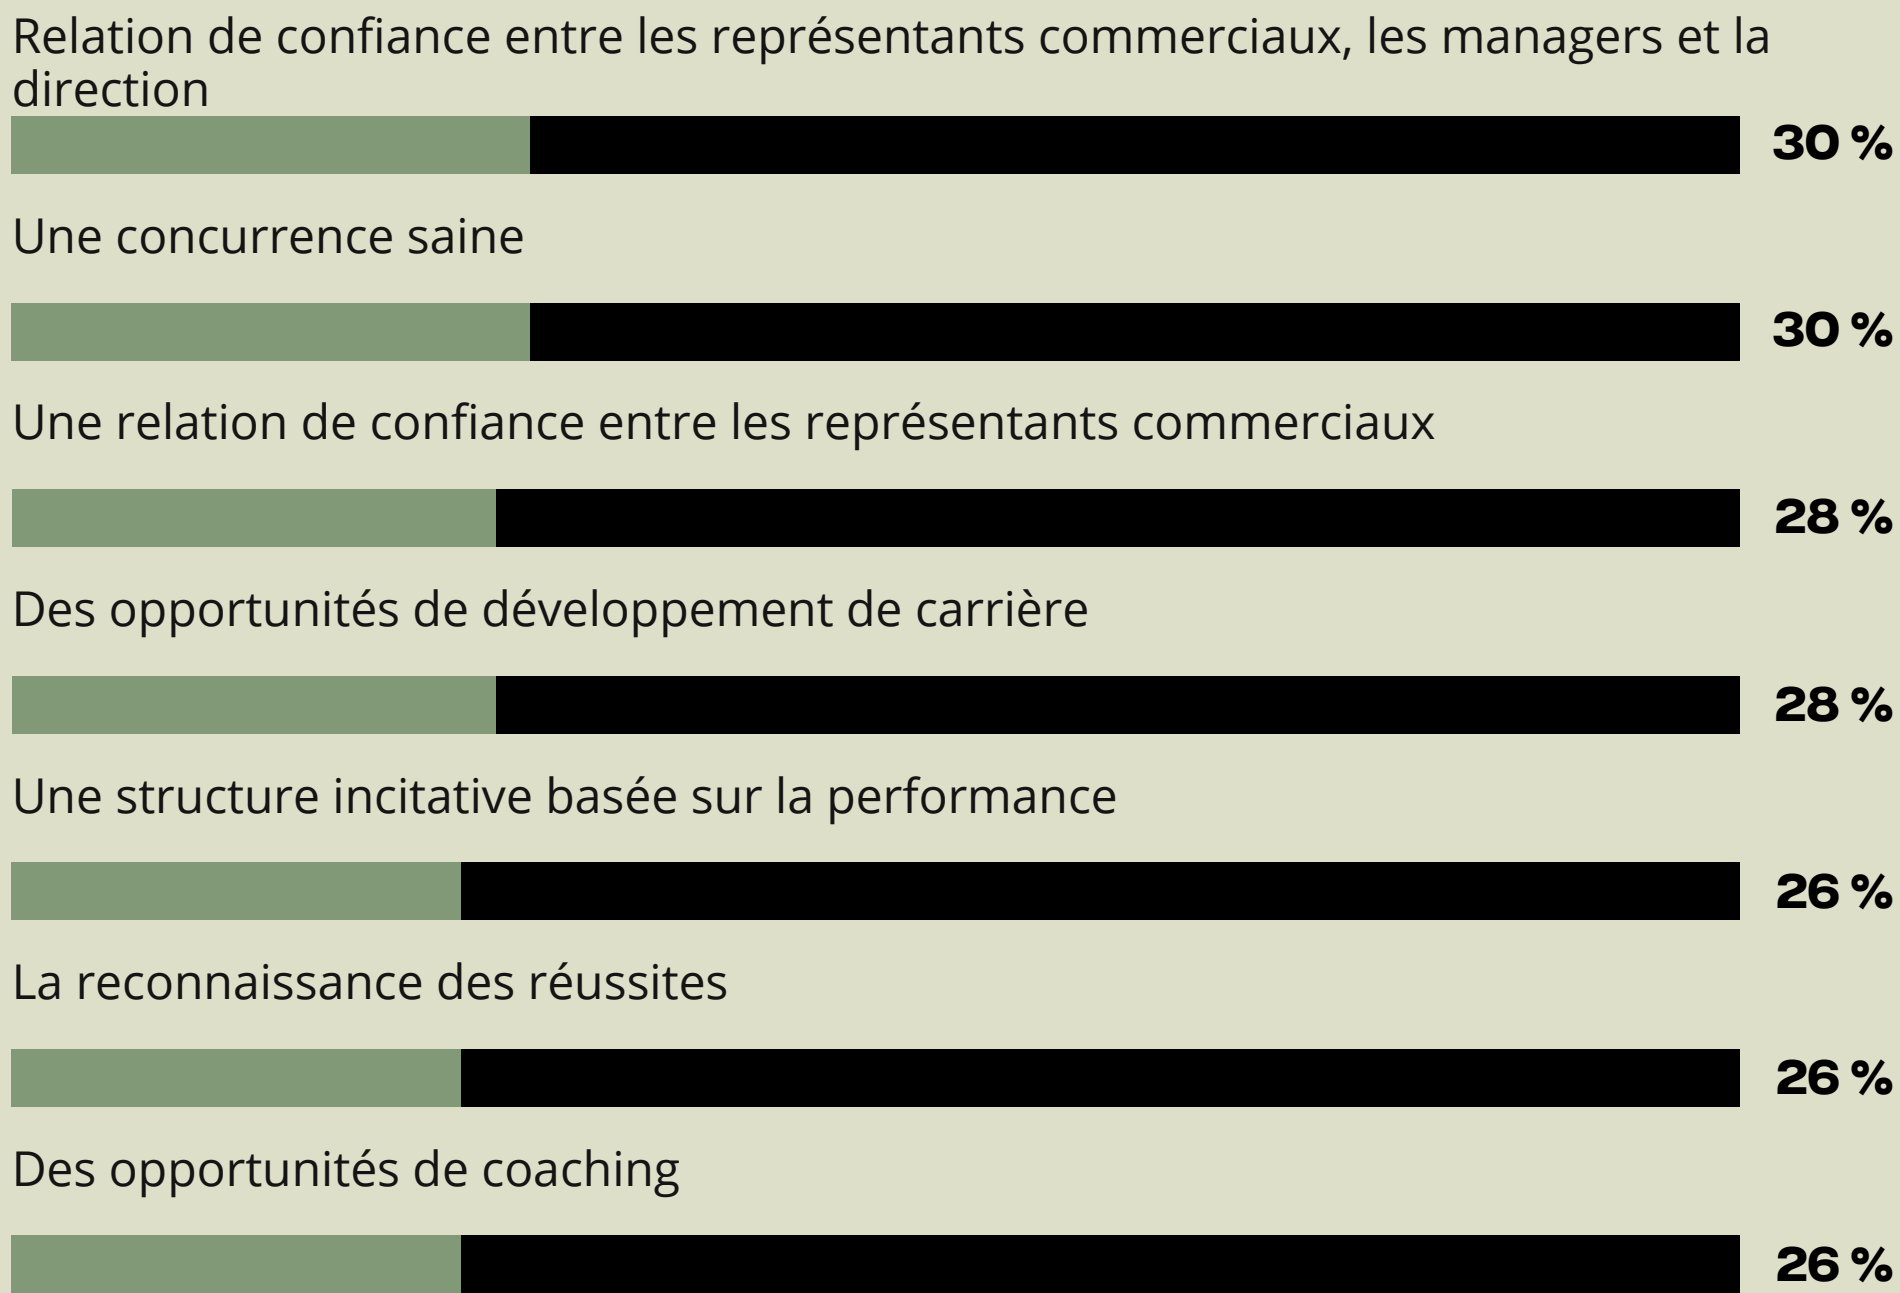 Relation de confiance entre les représentants commerciaux, les managers et la
direction
30 %
Une concurrence saine
30 %
Une relation de confiance entre les représentants commerciaux
28 %
Des opportunités de développement de carrière
28 %
Une structure incitative basée sur la performance
26 %
La reconnaissance des réussites
26 %
Des opportunités de coaching
26 %